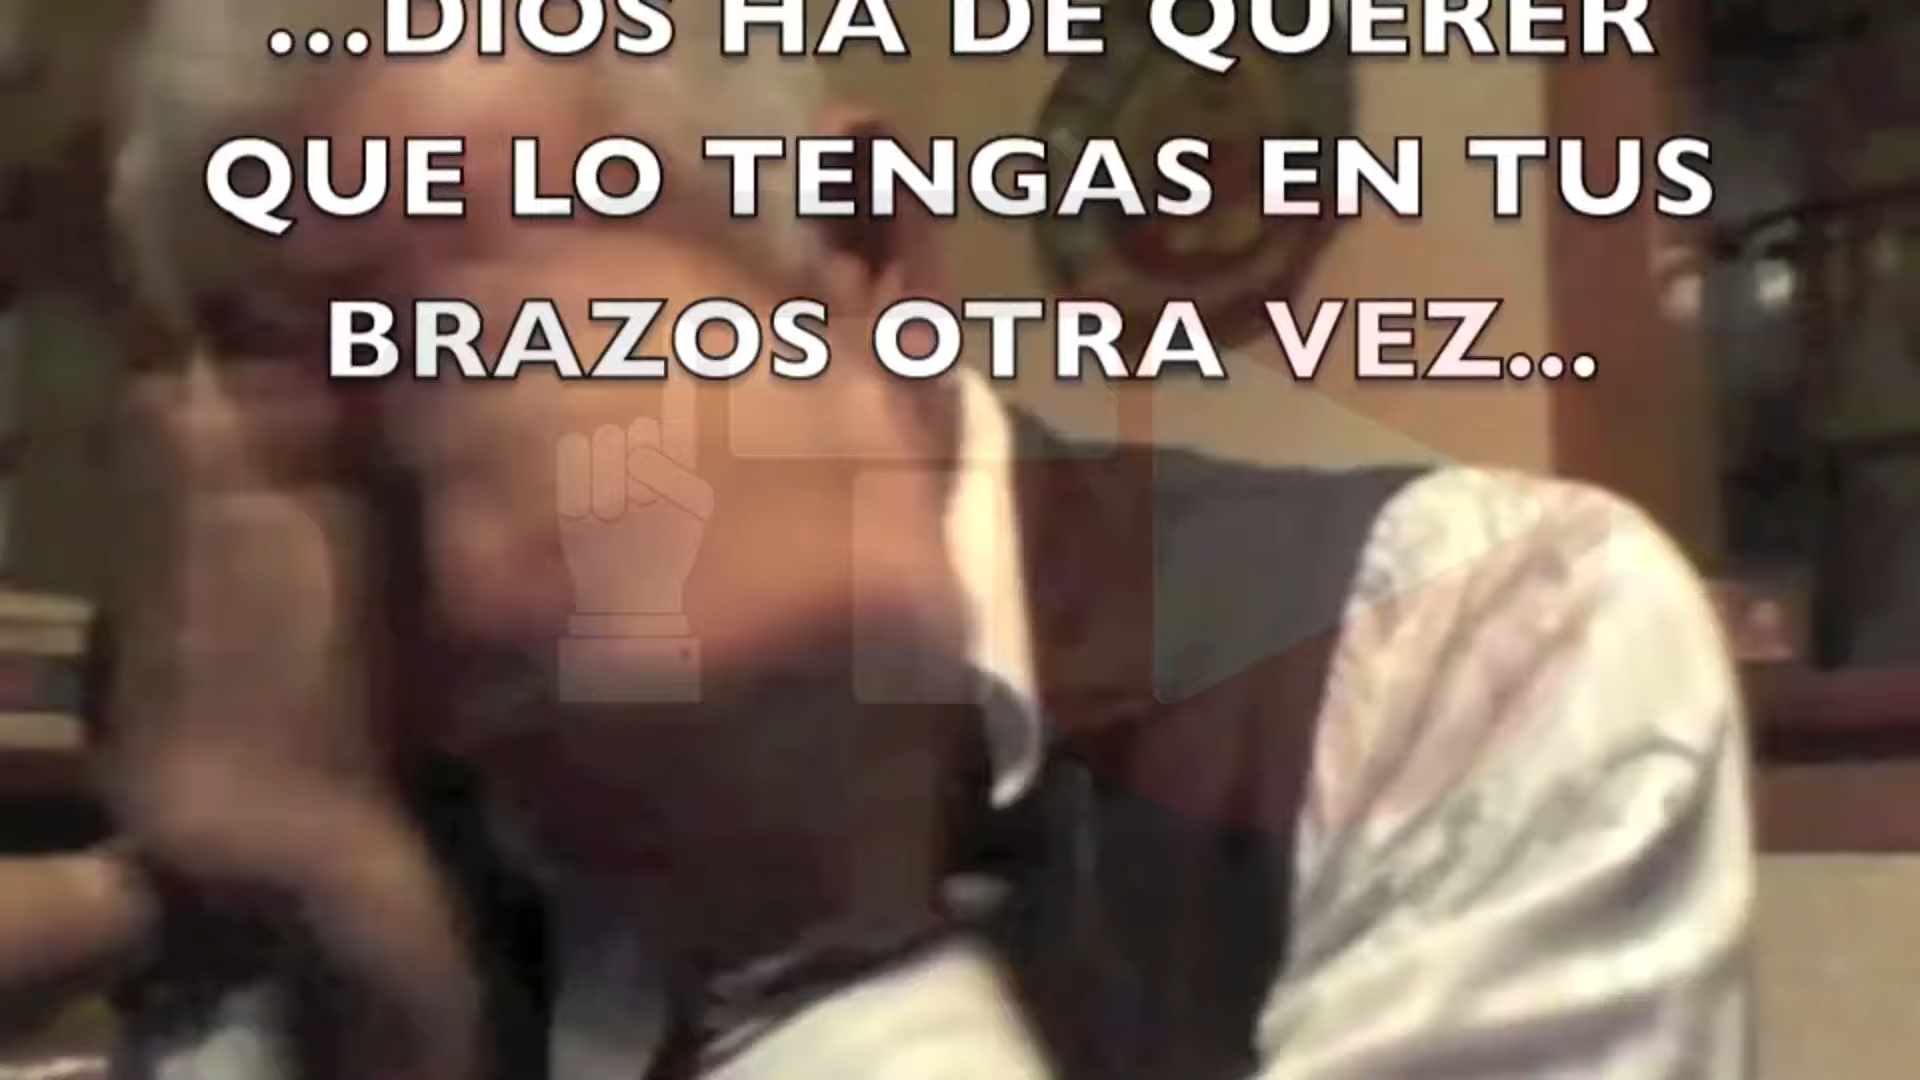 ...DIOS HA DE QUERER
QUE LO TENGAS EN TUS
BRAZOS OTRA VEZ...